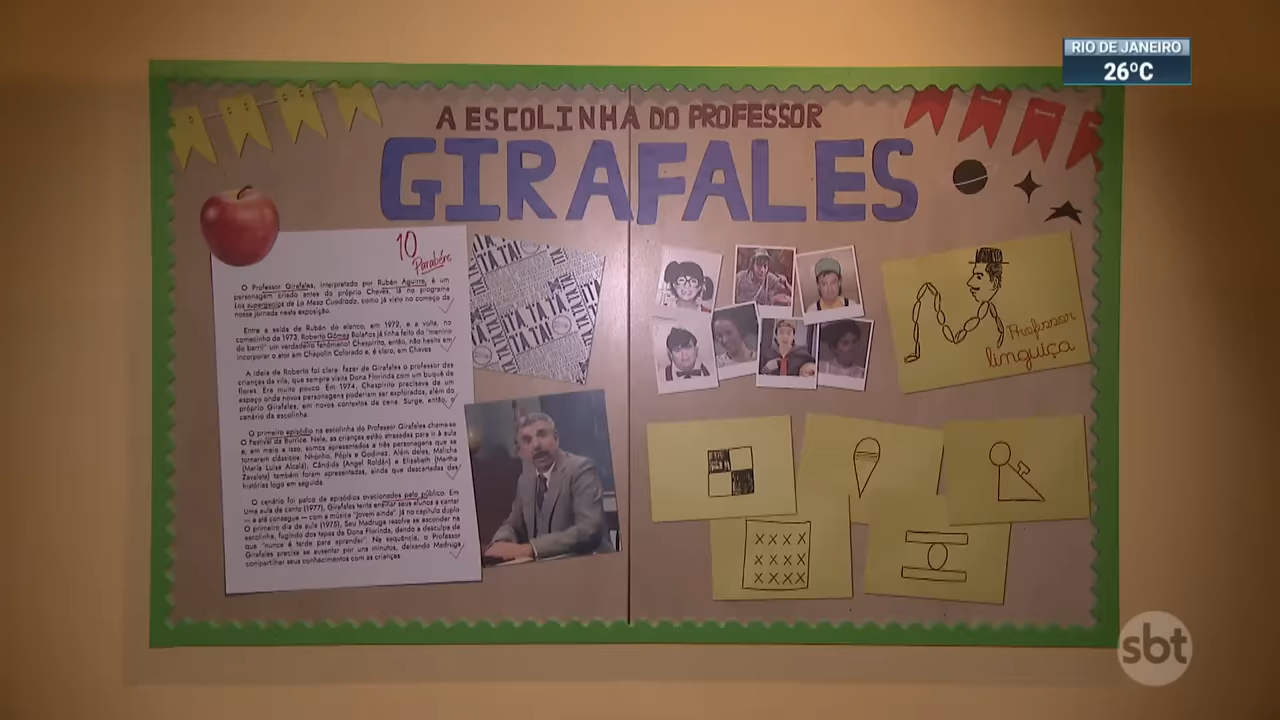 RIO DE JANEIRO
26ºC
A ESCOLINHA DO PROFESSOR
GIRAFALES
10
Parabéns
O Professor Girafales, interpretado por Rubén Aguirre, é um
personagem criado antes do próprio Chaves, lá no programa
Los supergenios de La Mesa Cuadrada, como já visto no começo da
nossa jornada nesta exposição.
Entre a saída de Rubén do elenco, em 1972, e a volta, no
comecinho de 1973, Roberto Gómez Bolaños já tinha feito do "menino
do barril" um verdadeiro fenômeno! Chespirito, então, não hesita em
incorporar o ator em Chapolin Colorado e, é claro, em Chaves
A ideia de Roberto foi clara: fazer de Girafales o professor das
crianças da vila, que sempre visita Dona Florinda com um buquê de
flores. Era muito pouco. Em 1974, Chespirito precisava de um
espaço onde novos personagens poderiam ser explorados, além do
próprio Girafales, em novos contextos de cena. Surge, então, o
cenário da escolinha.
O primeiro episódio na escolinha do Professor Girafales chama-se
O Festival da Burrice. Nele, as crianças estão atrasadas para ir à aula
e, em meio a isso, somos apresentados a três personagens que se
tornaram clássicos: Nhonho, Pópis e Godinez. Além deles, Malicha
(María Luisa Alcalá), Cândida (Angel Roldán) e Elizabeth (Martha
Zavaleta) também foram apresentadas, ainda que descartadas das
histórias logo em seguida.
O cenário foi palco de episódios ovacionados pelo público. Em
Uma aula de canto (1977), Girafales tenta ensinar seus alunos a cantar
— e até consegue — com a música "Jovem ainda". Já no capítulo duplo
O primeiro dia de aula (1975), Seu Madruga resolve se esconder na
escolinha, fugindo dos tapas de Dona Florinda, dando a desculpa de
que "nunca é tarde para aprender". Na sequência, o Professor
Girafales precisa se ausentar por uns minutos, deixando Madruga
compartilhar seus conhecimentos com as crianças.
TA TA TA
Professor
linguiça
X X X X
X X X X
X X X X
sbt